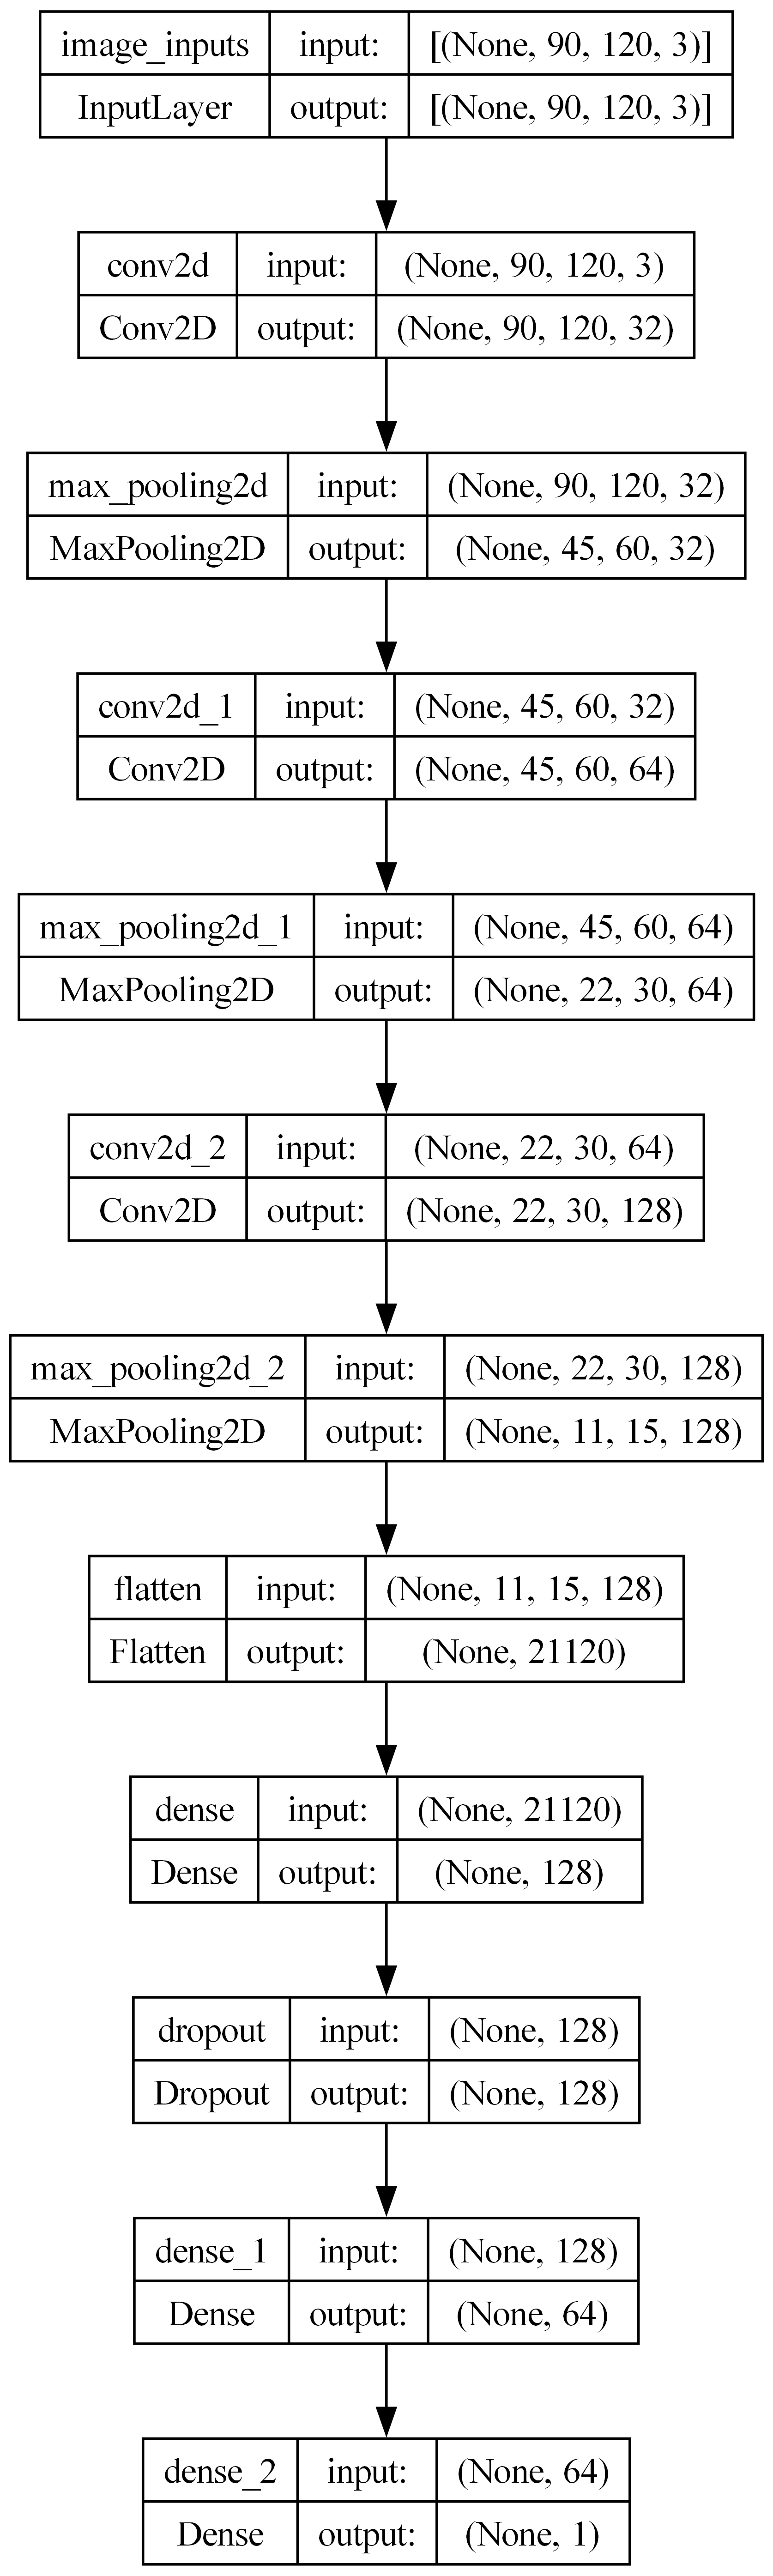 image_inputs input: [(None, 90, 120, 3)]
InputLayer output: [(None, 90, 120, 3)]
conv2d input: (None, 90, 120, 3)
Conv2D output: (None, 90, 120, 32)
max_pooling2d input: (None, 90, 120, 32)
MaxPooling2D output: (None, 45, 60, 32)
conv2d_1 input: (None, 45, 60, 32)
Conv2D output: (None, 45, 60, 64)
max_pooling2d_1 input: (None, 45, 60, 64)
MaxPooling2D output: (None, 22, 30, 64)
conv2d_2 input: (None, 22, 30, 64)
Conv2D output: (None, 22, 30, 128)
max_pooling2d_2 input: (None, 22, 30, 128)
MaxPooling2D output: (None, 11, 15, 128)
flatten input: (None, 11, 15, 128)
Flatten output: (None, 21120)
dense input: (None, 21120)
Dense output: (None, 128)
dropout input: (None, 128)
Dropout output: (None, 128)
dense_1 input: (None, 128)
Dense output: (None, 64)
dense_2 input: (None, 64)
Dense output: (None, 1)